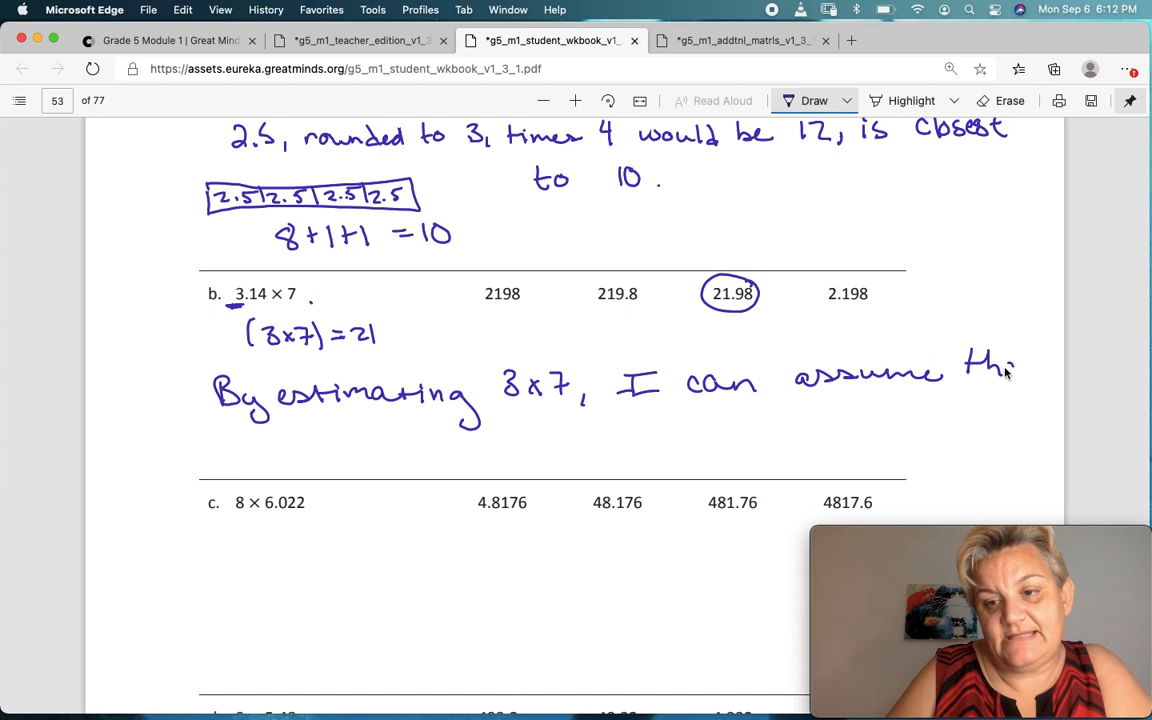 Microsoft Edge File Edit View History Favorites Tools Profiles Tab Window Help Mon Sep 6 6:12 PM
Grade 5 Module 1 | Great Mind *g5_m1_teacher_edition_v1_3 *g5_m1_student_wkbook_v1_ *g5_m1_addtnl_matrls_v1_3_
https://assets.eureka.greatminds.org/g5_m1_student_wkbook_v1_3_1.pdf
53 of 77 Read Aloud Draw Highlight Erase
2.5, rounded to 3, times 4 would be 12, is closest
to 10.
2.5 2.5 2.5 2.5
8+1+1 = 10
b. 3.14 × 7 2198 219.8 21.98 2.198
(3x7) = 21
By estimating 3x7, I can assume th
c. 8 × 6.022 4.8176 48.176 481.76 4817.6